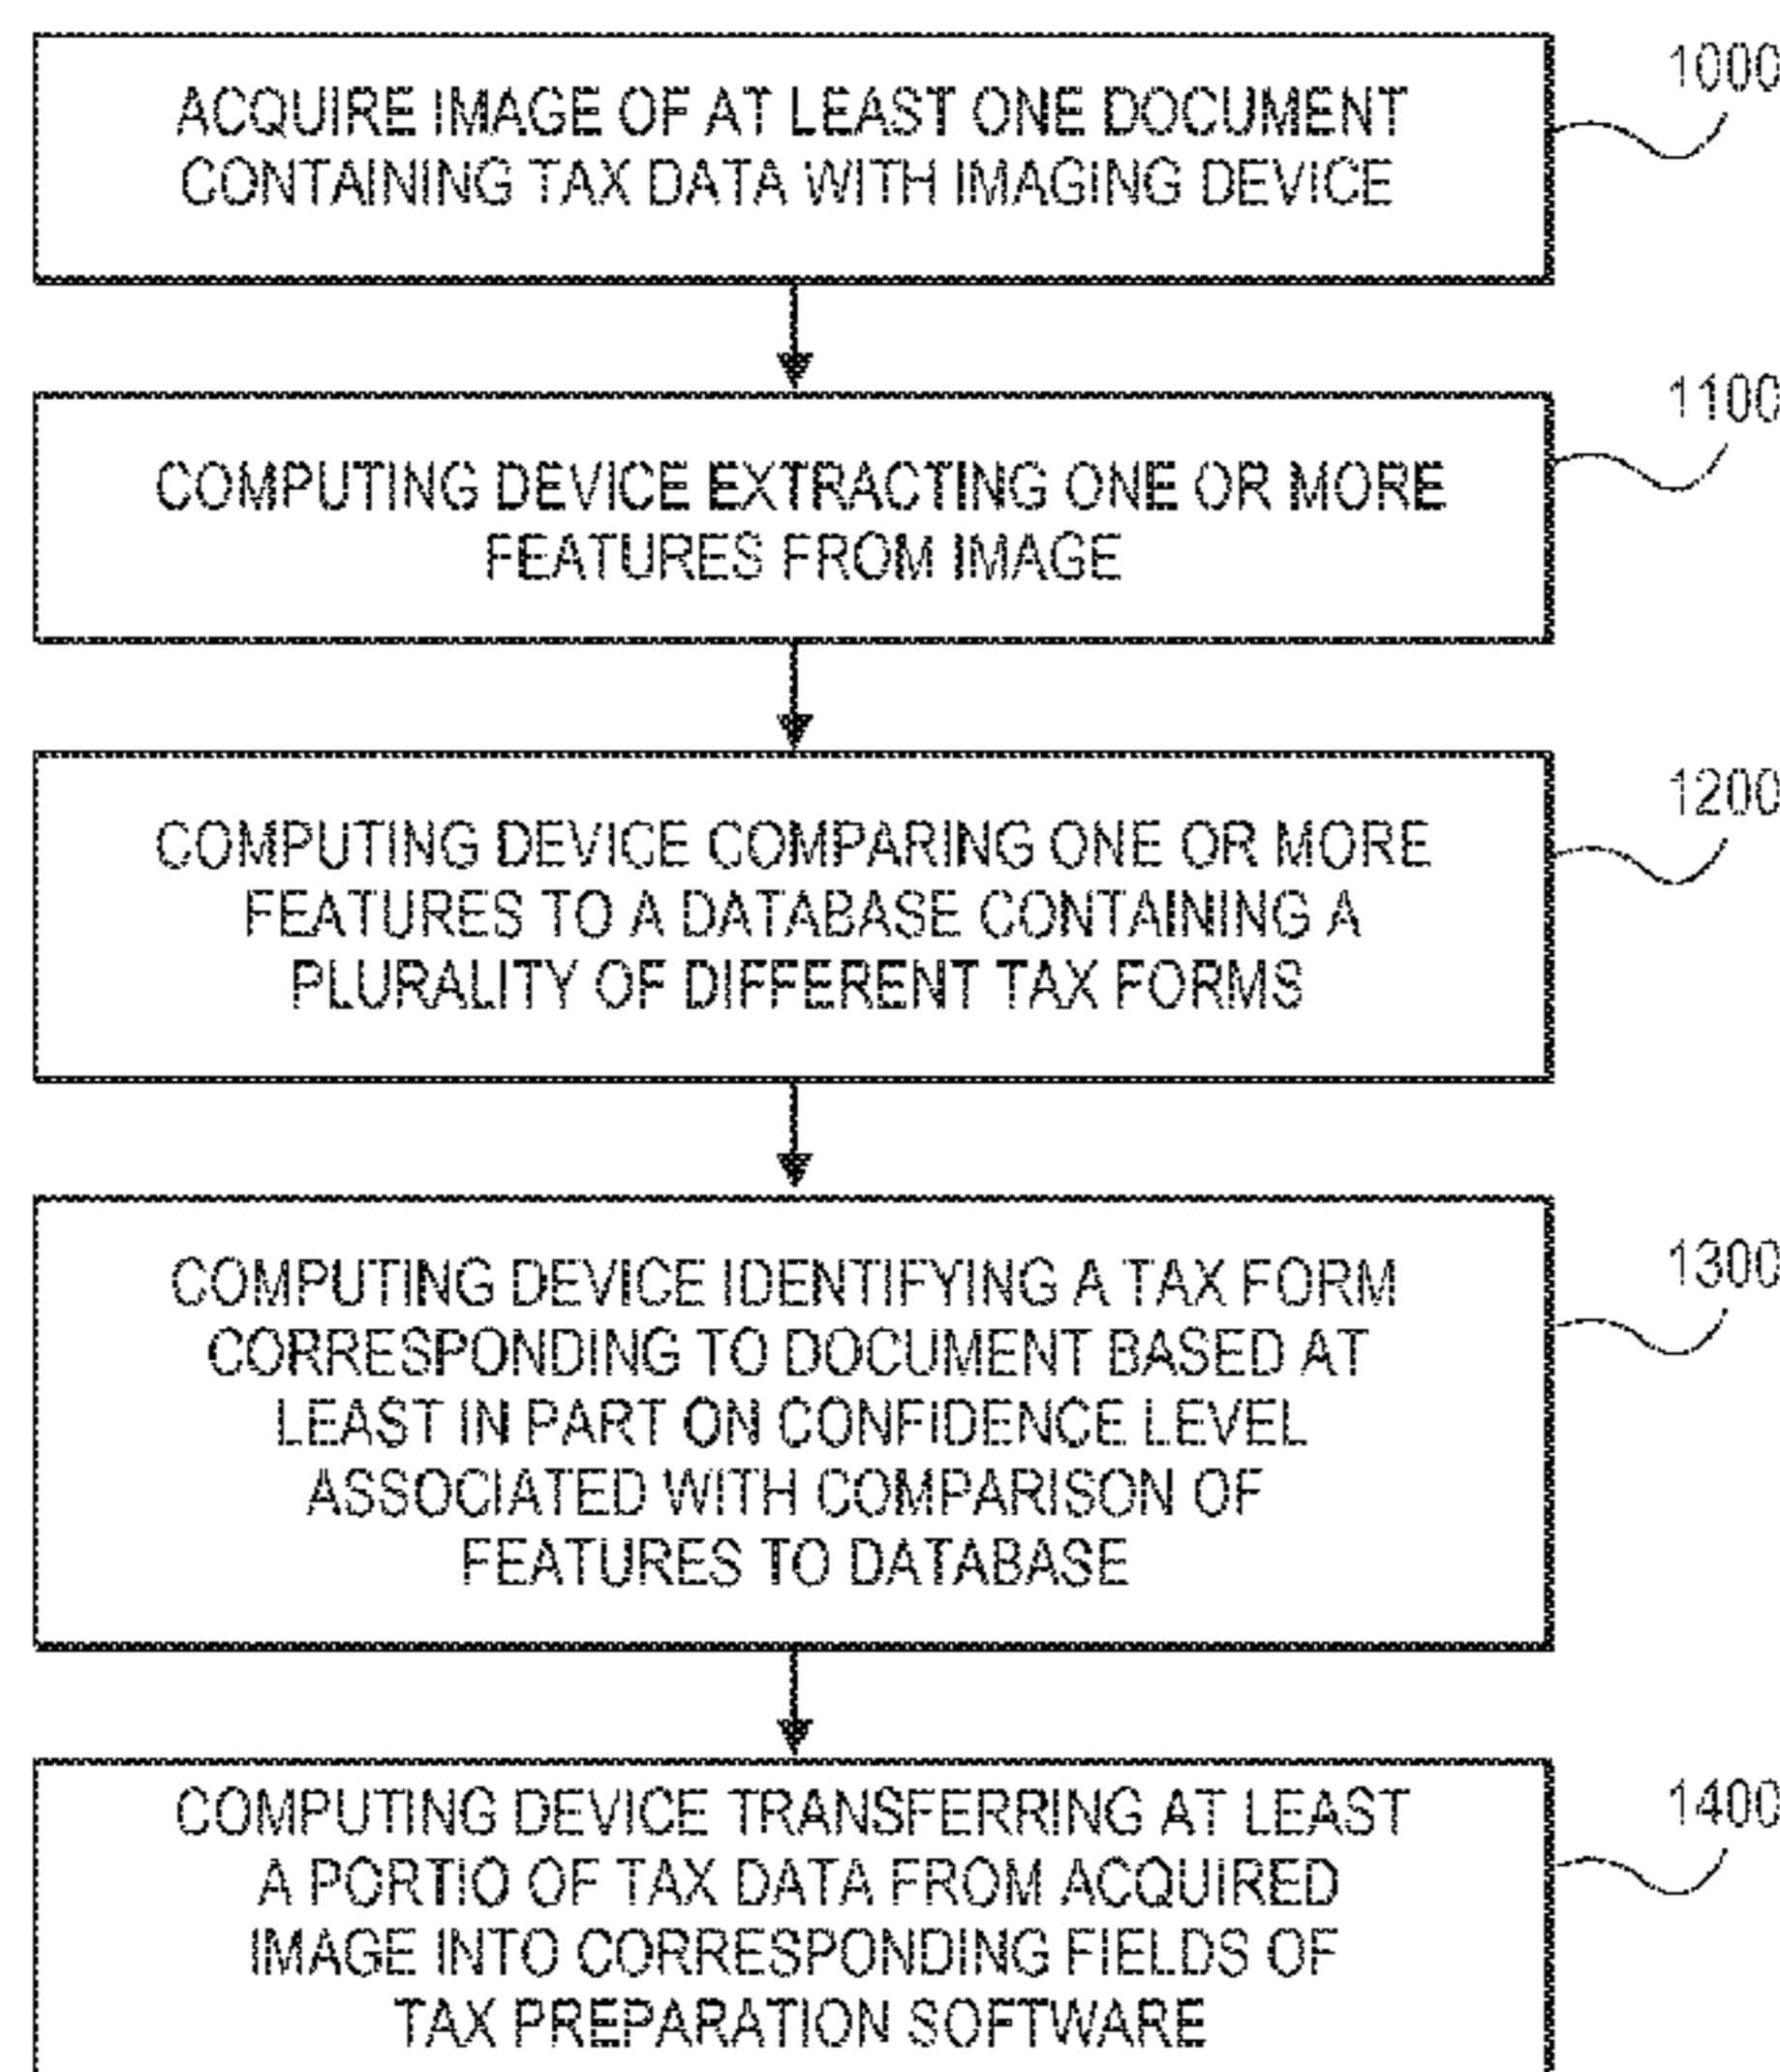 ACQUIRE IMAGE OF AT LEAST ONE DOCUMENT
CONTAINING TAX DATA WITH IMAGING DEVICE
1000
COMPUTING DEVICE EXTRACTING ONE OR MORE
FEATURES FROM IMAGE
1100
COMPUTING DEVICE COMPARING ONE OR MORE
FEATURES TO A DATABASE CONTAINING A
PLURALITY OF DIFFERENT TAX FORMS
1200
COMPUTING DEVICE IDENTIFYING A TAX FORM
CORRESPONDING TO DOCUMENT BASED AT
LEAST IN PART ON CONFIDENCE LEVEL
ASSOCIATED WITH COMPARISON OF
FEATURES TO DATABASE
1300
COMPUTING DEVICE TRANSFERRING AT LEAST
A PORTIO OF TAX DATA FROM ACQUIRED
IMAGE INTO CORRESPONDING FIELDS OF
TAX PREPARATION SOFTWARE
1400